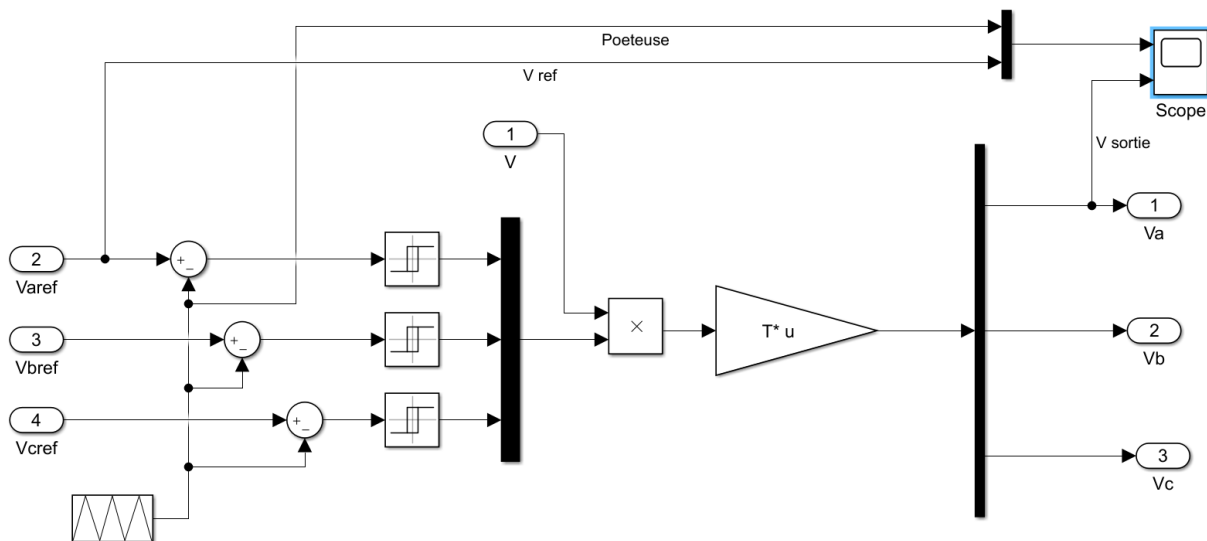 Poeteuse
V ref
Scope
1
V
V sortie
1
Va
2
Varef
+
−
3
Vbref
+
−
×
T* u
2
Vb
4
Vcref
+
−
3
Vc